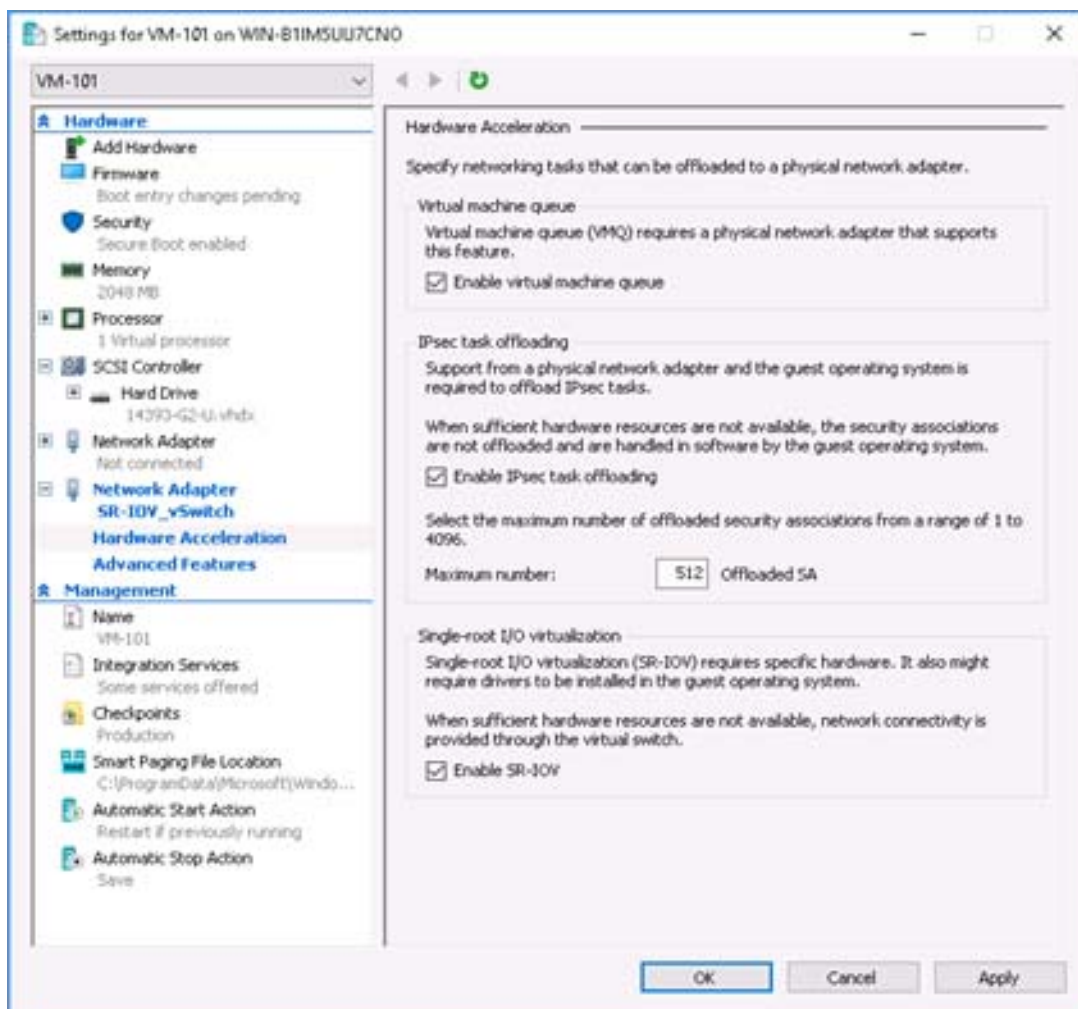 Settings for VM-101 on WIN-B1IM5UU7CNO
VM-101
Hardware
Add Hardware
Firmware
Boot entry changes pending
Security
Secure Boot enabled
Memory
2048 MB
Processor
1 Virtual processor
SCSI Controller
Hard Drive
14393-G2-U.vhdx
Network Adapter
Not connected
Network Adapter
SR-IOV_vSwitch
Hardware Acceleration
Advanced Features
Management
Name
VM-101
Integration Services
Some services offered
Checkpoints
Production
Smart Paging File Location
C:\ProgramData\Microsoft\Windo...
Automatic Start Action
Restart if previously running
Automatic Stop Action
Save
Hardware Acceleration
Specify networking tasks that can be offloaded to a physical network adapter.
Virtual machine queue
Virtual machine queue (VMQ) requires a physical network adapter that supports
this feature.
Enable virtual machine queue
IPsec task offloading
Support from a physical network adapter and the guest operating system is
required to offload IPsec tasks.
When sufficient hardware resources are not available, the security associations
are not offloaded and are handled in software by the guest operating system.
Enable IPsec task offloading
Select the maximum number of offloaded security associations from a range of 1 to
4096.
Maximum number: 512 Offloaded SA
Single-root I/O virtualization
Single-root I/O virtualization (SR-IOV) requires specific hardware. It also might
require drivers to be installed in the guest operating system.
When sufficient hardware resources are not available, network connectivity is
provided through the virtual switch.
Enable SR-IOV
OK Cancel Apply